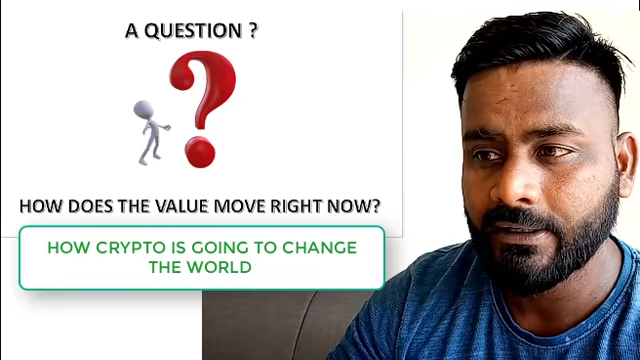 A QUESTION ?
HOW DOES THE VALUE MOVE RIGHT NOW?
HOW CRYPTO IS GOING TO CHANGE
THE WORLD